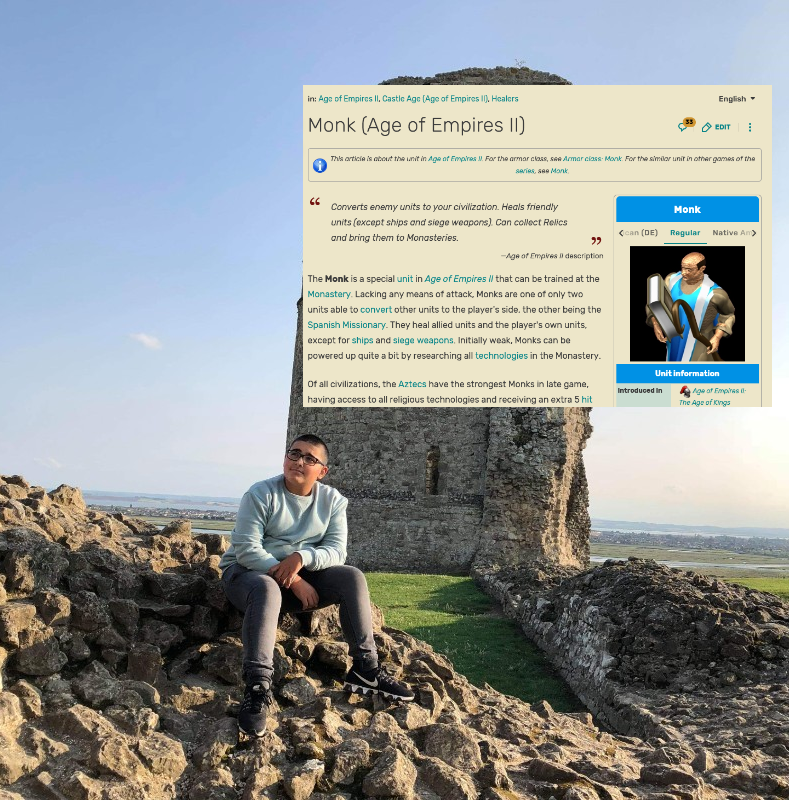 in: Age of Empires II, Castle Age (Age of Empires II), Healers
English
Monk (Age of Empires II)
33
EDIT
This article is about the unit in Age of Empires II. For the armor class, see Armor class: Monk. For the similar unit in other games of the
series, see Monk.
“ Converts enemy units to your civilization. Heals friendly
units (except ships and siege weapons). Can collect Relics
and bring them to Monasteries. ”
—Age of Empires II description
The Monk is a special unit in Age of Empires II that can be trained at the
Monastery. Lacking any means of attack, Monks are one of only two
units able to convert other units to the player's side, the other being the
Spanish Missionary. They heal allied units and the player's own units,
except for ships and siege weapons. Initially weak, Monks can be
powered up quite a bit by researching all technologies in the Monastery.
Of all civilizations, the Aztecs have the strongest Monks in late game,
having access to all religious technologies and receiving an extra 5 hit
Monk
can (DE) Regular Native Am
Unit information
Introduced in
Age of Empires II:
The Age of Kings